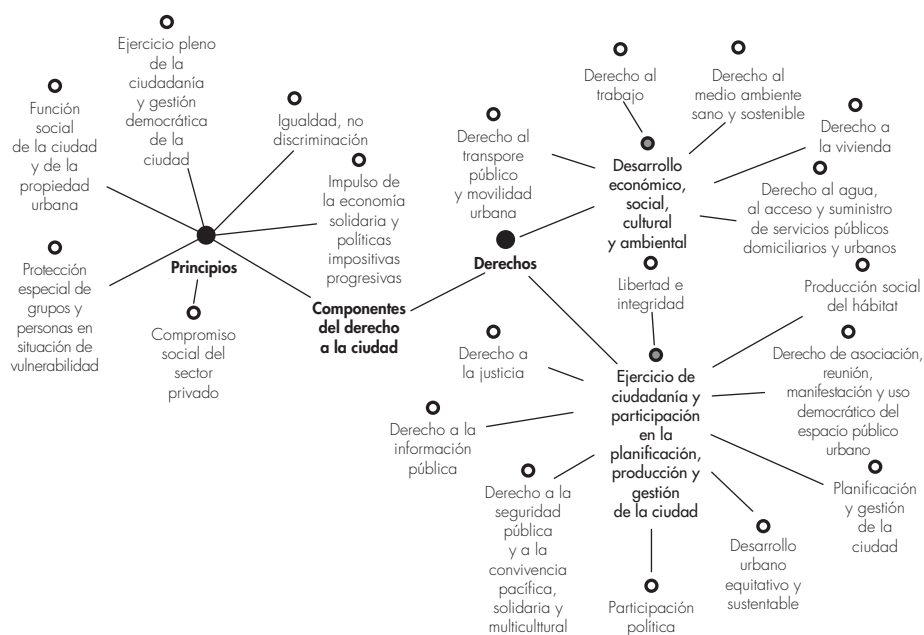 Ejercicio pleno
de la
ciudadanía
y gestión
democrática
de la
ciudad
Función
social
de la ciudad
y de la
propiedad
urbana
Igualdad, no
discriminación
Impulso de
la economía
solidaria y
políticas
impositivas
progresivas
Protección
especial de
grupos y
personas en
situación de
vulnerabilidad
Principios
Compromiso
social del
sector
privado
Componentes
del derecho
a la ciudad
Derechos
Derecho al
transpore
público
y movilidad
urbana
Derecho al
trabajo
Derecho al
medio ambiente
sano y sostenible
Derecho a
la vivienda
Desarrollo
económico,
social,
cultural
y ambiental
Derecho al agua,
al acceso y suministro
de servicios públicos
domiciliarios y urbanos
Libertad e
integridad
Producción social
del hábitat
Derecho a
la justicia
Ejercicio de
ciudadanía y
participación
en la
planificación,
producción y
gestión
de la ciudad
Derecho de asociación,
reunión,
manifestación y uso
democrático del
espacio público
urbano
Derecho a la
información
pública
Planificación
y gestión
de la
ciudad
Derecho a la
seguridad
pública
y a la
convivencia
pacífica,
solidaria y
multiculttural
Desarrollo
urbano
equitativo y
sustentable
Participación
política